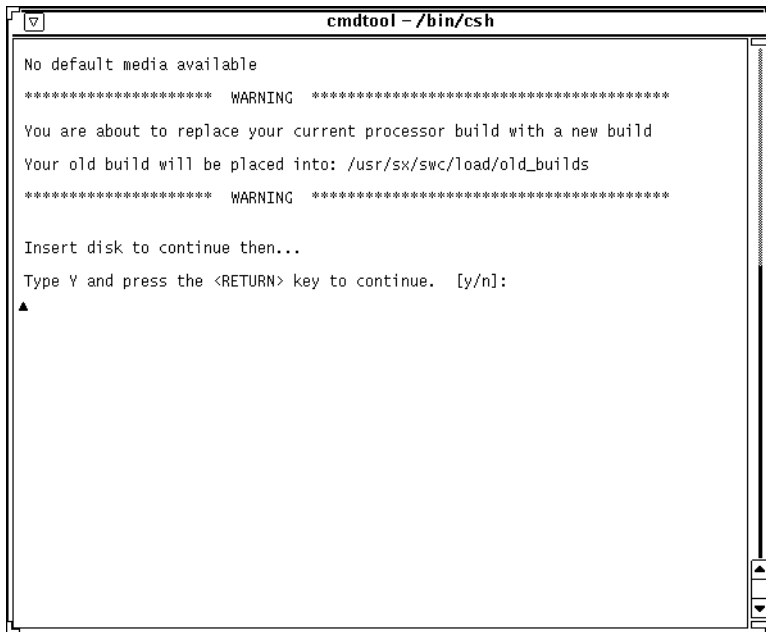 cmdtool – /bin/csh
No default media available
********************* WARNING ****************************************
You are about to replace your current processor build with a new build
Your old build will be placed into: /usr/sx/swc/load/old_builds
********************* WARNING ****************************************
Insert disk to continue then...
Type Y and press the <RETURN> key to continue. [y/n]: